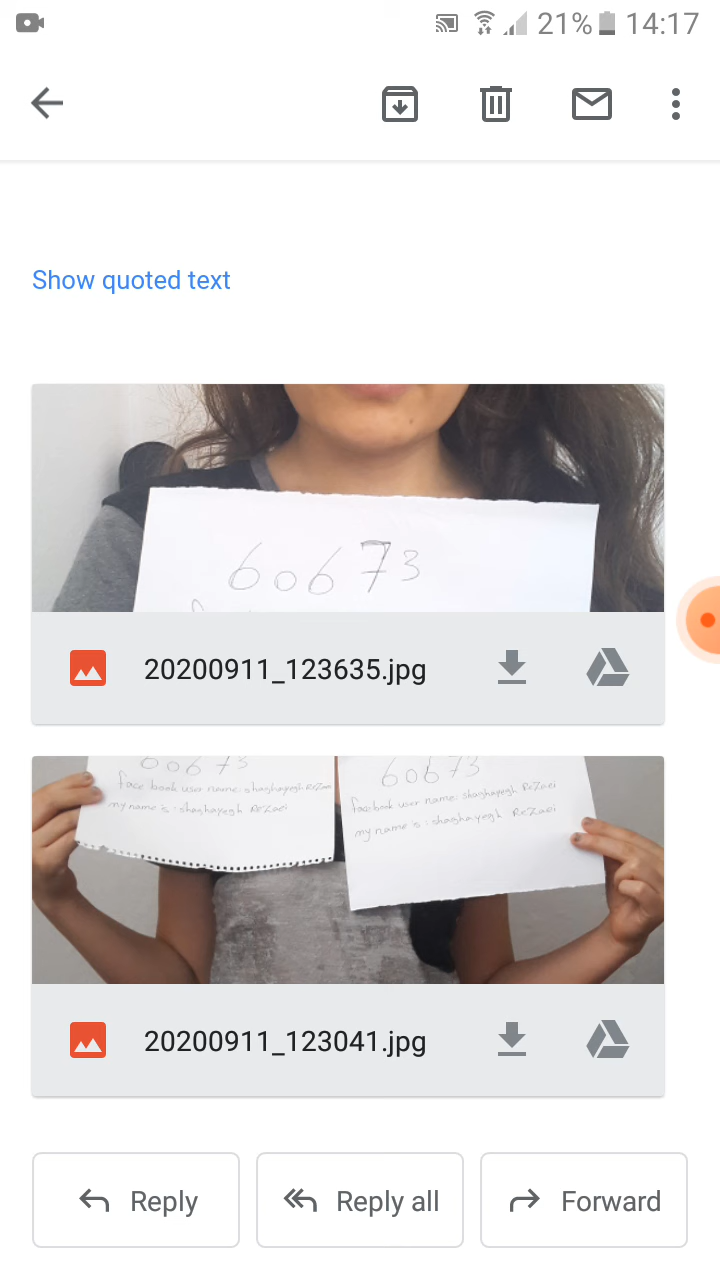 21% 14:17
Show quoted text
60673
20200911_123635.jpg
60673 60673
face book user name: shaghayegh ReZaei
my name is: shaghayegh ReZaei
facebook user name: shaghayegh ReZaei
my name is: shaghayegh ReZaei
20200911_123041.jpg
Reply Reply all Forward